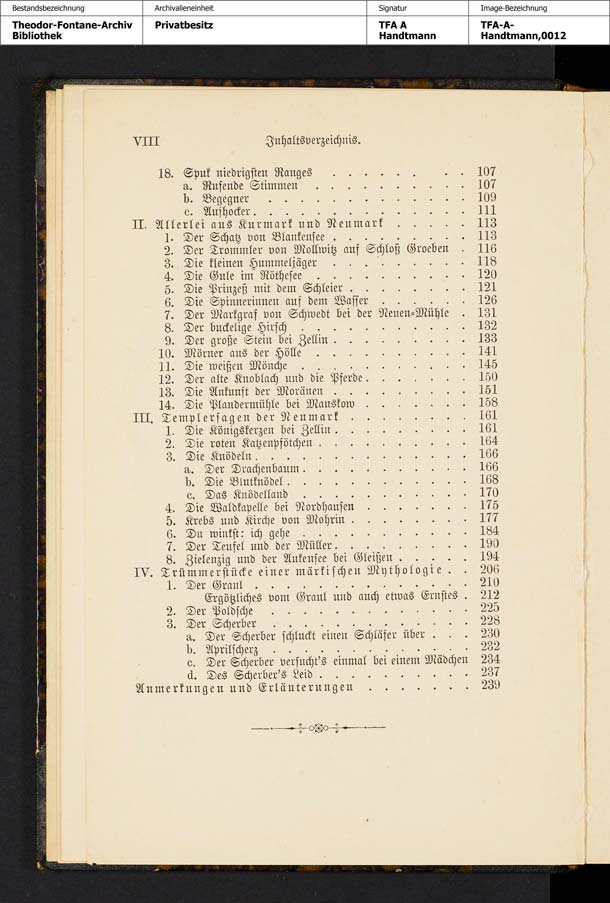 Bestandsbezeichnung Archivalieneinheit Signatur Image-Bezeichnung
Theodor-Fontane-Archiv Privatbesitz TFA A TFA-A-
Bibliothek Handtmann Handtmann,0012
VIII Inhaltsverzeichnis.
18. Spuk niedrigsten Ranges . . . . . . . . 107
a. Rufende Stimmen . . . . . . . . . . 107
b. Begegner . . . . . . . . . . . . 109
c. Aufhocker . . . . . . . . . . . . 111
II. Allerlei aus Kurmark und Neumark . . . . . 113
1. Der Schatz von Blankensee . . . . . . . . . 113
2. Der Trommler von Mollwitz auf Schloß Groeben . 116
3. Die kleinen Hummeljäger . . . . . . . . . 118
4. Die Gule im Röthesee . . . . . . . . . . 120
5. Die Prinzeß mit dem Schleier . . . . . . . . 121
6. Die Spinnerinnen auf dem Wasser . . . . . . 126
7. Der Markgraf von Schwedt bei der Neuen-Mühle . 131
8. Der buckelige Hirsch . . . . . . . . . . 132
9. Der große Stein bei Zellin . . . . . . . . . 133
10. Mörner aus der Hölle . . . . . . . . . . 141
11. Die weißen Mönche . . . . . . . . . . . 145
12. Der alte Knoblach und die Pferde . . . . . . . 150
13. Die Ankunft der Moränen . . . . . . . . . 151
14. Die Plandermühle bei Manskow . . . . . . . 158
III. Templersagen der Neumark . . . . . . . . 161
1. Die Königskerzen bei Zellin . . . . . . . . . 161
2. Die roten Katzenpfötchen . . . . . . . . . . 164
3. Die Knödeln . . . . . . . . . . . . . . 166
a. Der Drachenbaum . . . . . . . . . . . 166
b. Die Blutknödel . . . . . . . . . . . . 168
c. Das Knödelland . . . . . . . . . . . 170
4. Die Waldkapelle bei Nordhausen . . . . . . . 175
5. Krebs und Kirche von Mohrin . . . . . . . . 177
6. Du winkst: ich gehe . . . . . . . . . . . 184
7. Der Teufel und der Müller . . . . . . . . . 190
8. Zielenzig und der Ankensee bei Gleißen . . . . . 194
IV. Trümmerstücke einer märkischen Mythologie . . 206
1. Der Graul . . . . . . . . . . . . . . 210
Ergötzliches vom Graul und auch etwas Ernstes . 212
2. Der Poldsche . . . . . . . . . . . . . 225
3. Der Scherber . . . . . . . . . . . . . 228
a. Der Scherber schluckt einen Schläfer über . . . 230
b. Aprilscherz . . . . . . . . . . . . . 232
c. Der Scherber versucht's einmal bei einem Mädchen 234
d. Des Scherber's Leid . . . . . . . . . . 237
Anmerkungen und Erläuterungen . . . . . . . 239